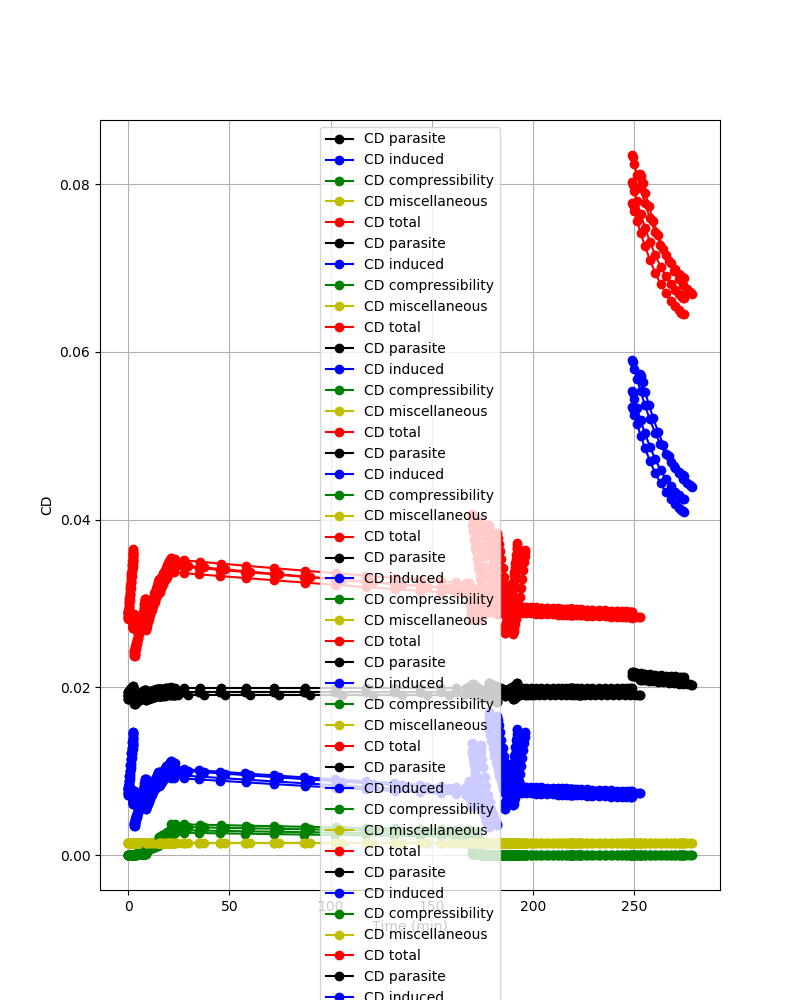 CD parasite
CD induced
CD compressibility
CD miscellaneous
CD total
CD parasite
CD induced
CD compressibility
CD miscellaneous
CD total
CD parasite
CD induced
CD compressibility
CD miscellaneous
CD total
CD parasite
CD induced
CD compressibility
CD miscellaneous
CD total
CD parasite
CD induced
CD compressibility
CD miscellaneous
CD total
CD parasite
CD induced
CD compressibility
CD miscellaneous
CD total
CD parasite
CD induced
CD compressibility
CD miscellaneous
CD total
CD parasite
CD induced
CD compressibility
CD miscellaneous
CD total
CD parasite
CD induced
0.08
0.06
0.04
0.02
0.00
CD
0 50 100 150 200 250
Time (min)